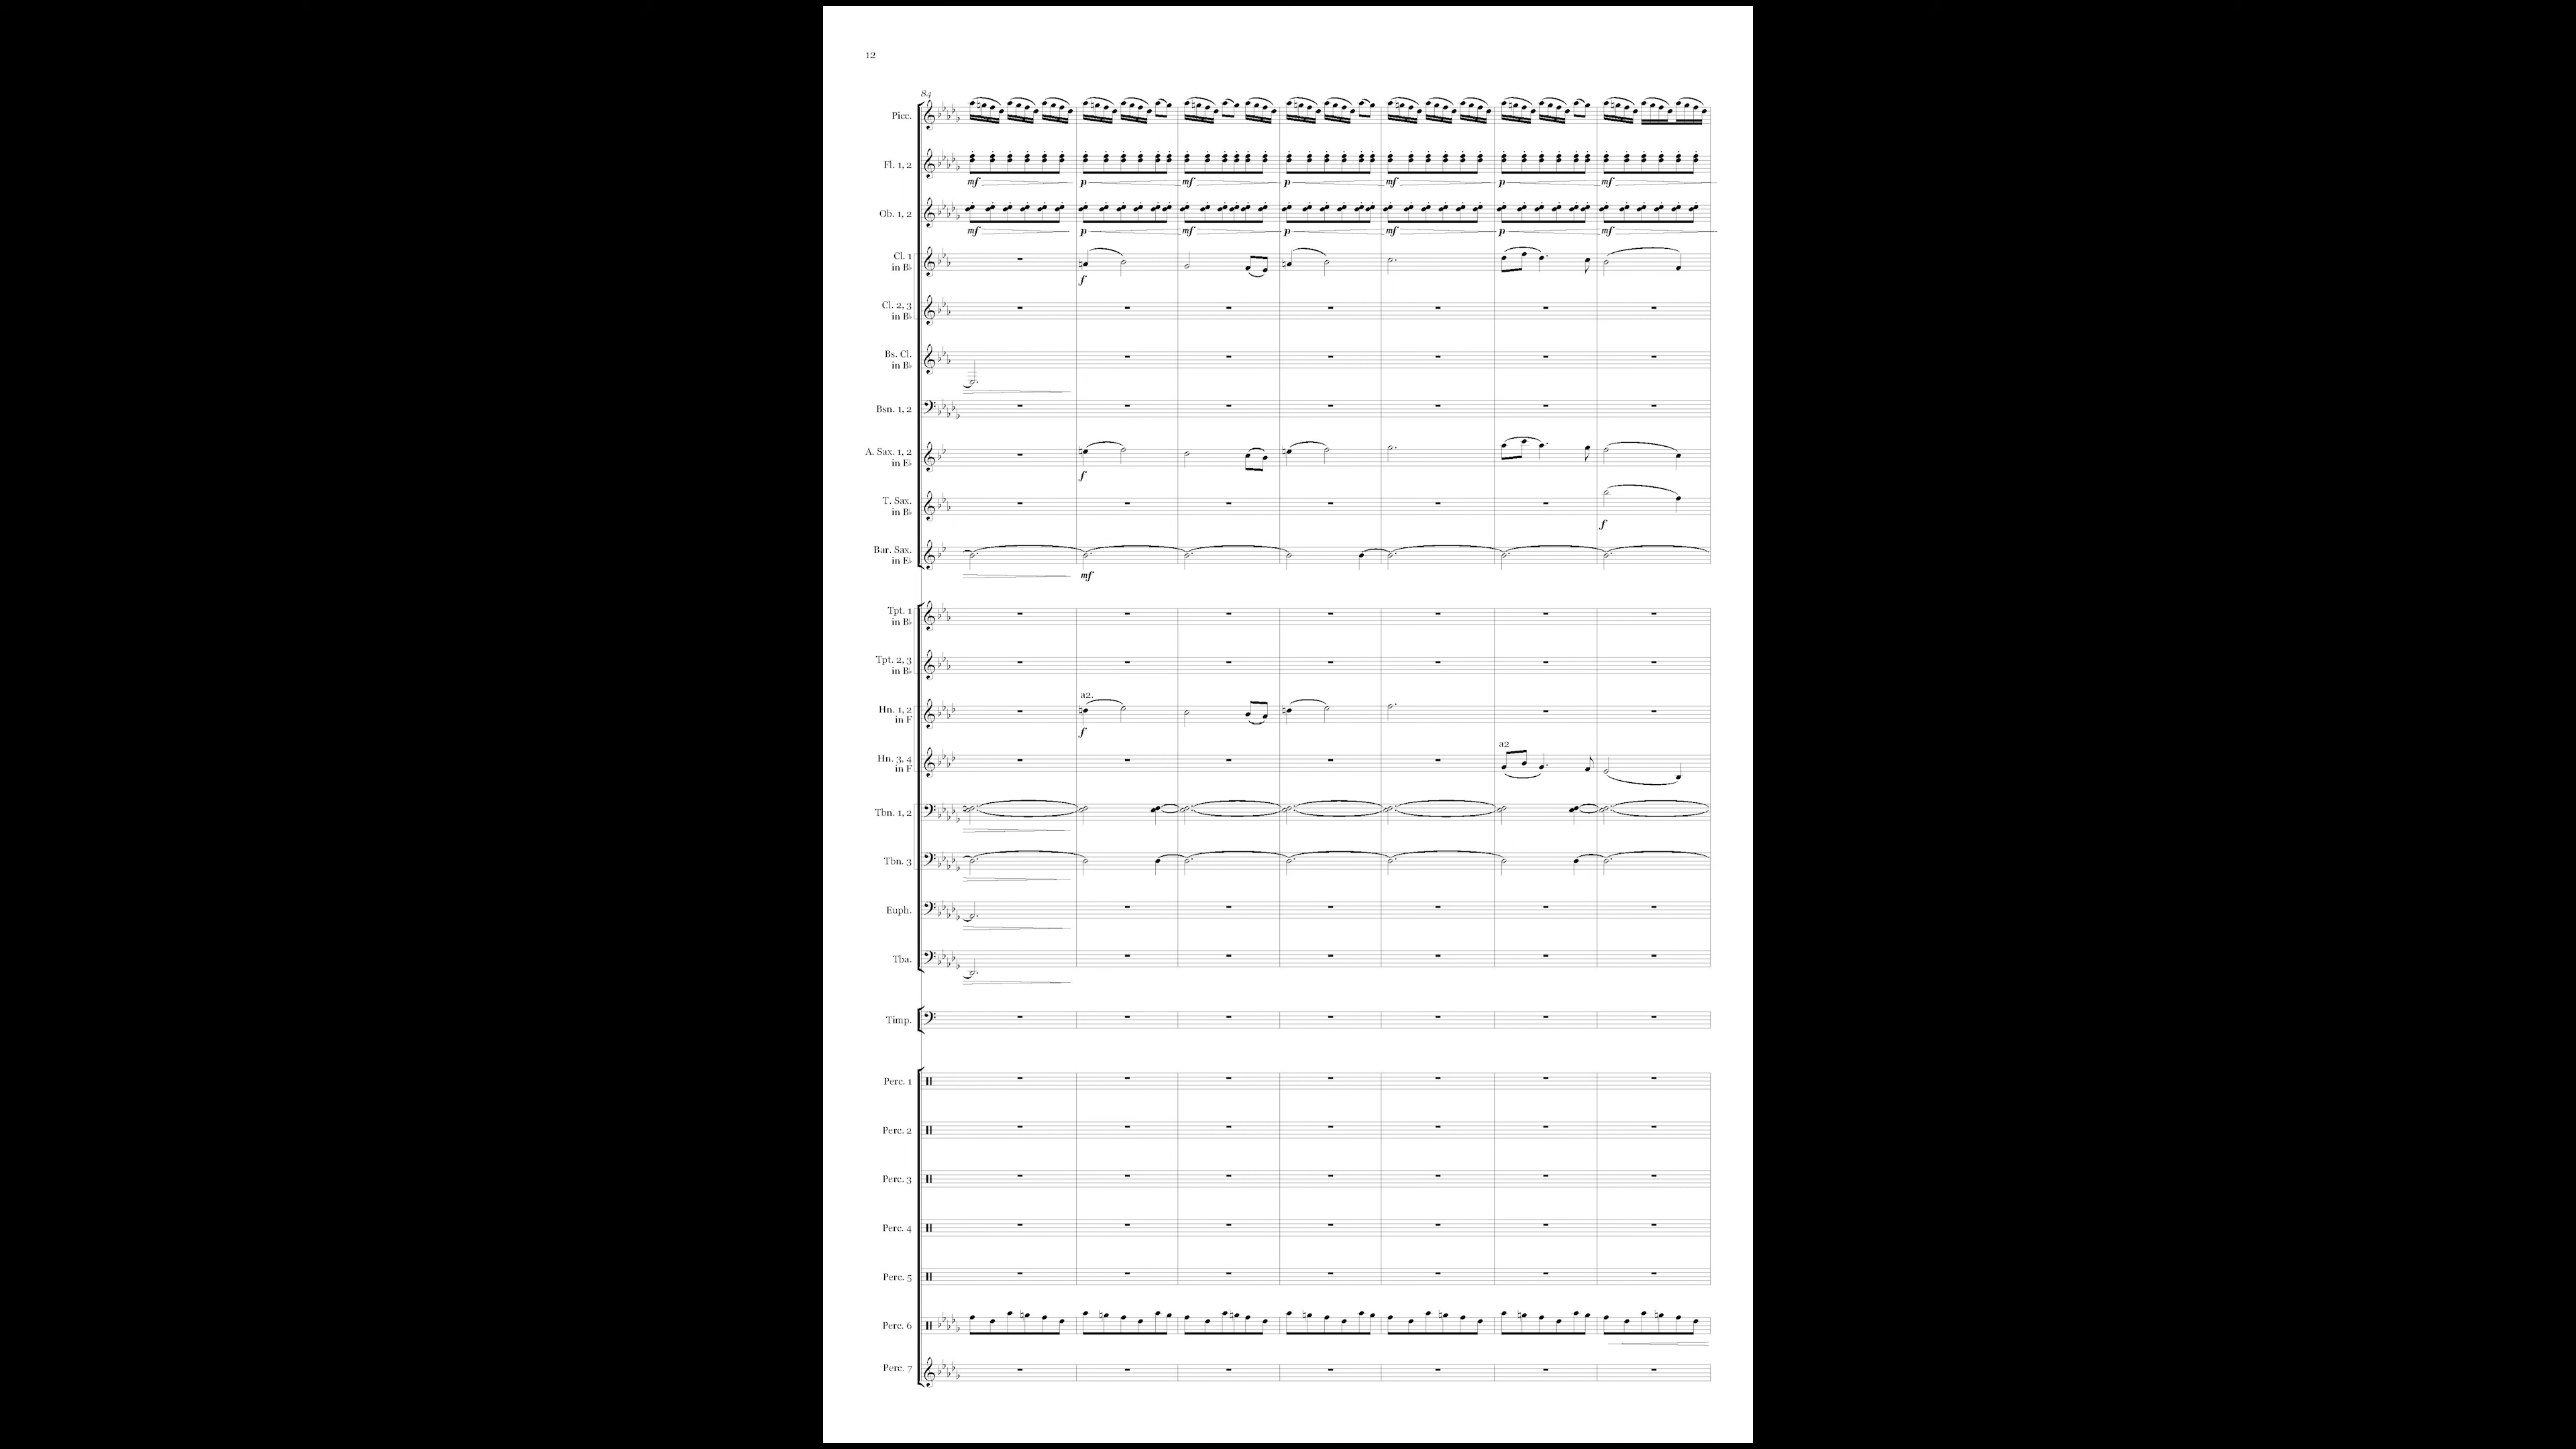 12
84
Picc.
Fl. 1, 2
mf p mf p mf p mf
Ob. 1, 2
mf p mf p mf p mf
Cl. 1
in B♭
f
Cl. 2, 3
in B♭
Bs. Cl.
in B♭
Bsn. 1, 2
A. Sax. 1, 2
in E♭
f
T. Sax.
in B♭
f
Bar. Sax.
in E♭
mf
Tpt. 1
in B♭
Tpt. 2, 3
in B♭
a2.
Hn. 1, 2
in F
f
a2
Hn. 3, 4
in F
Tbn. 1, 2
Tbn. 3
Euph.
Tba.
Timp.
Perc. 1
Perc. 2
Perc. 3
Perc. 4
Perc. 5
Perc. 6
Perc. 7